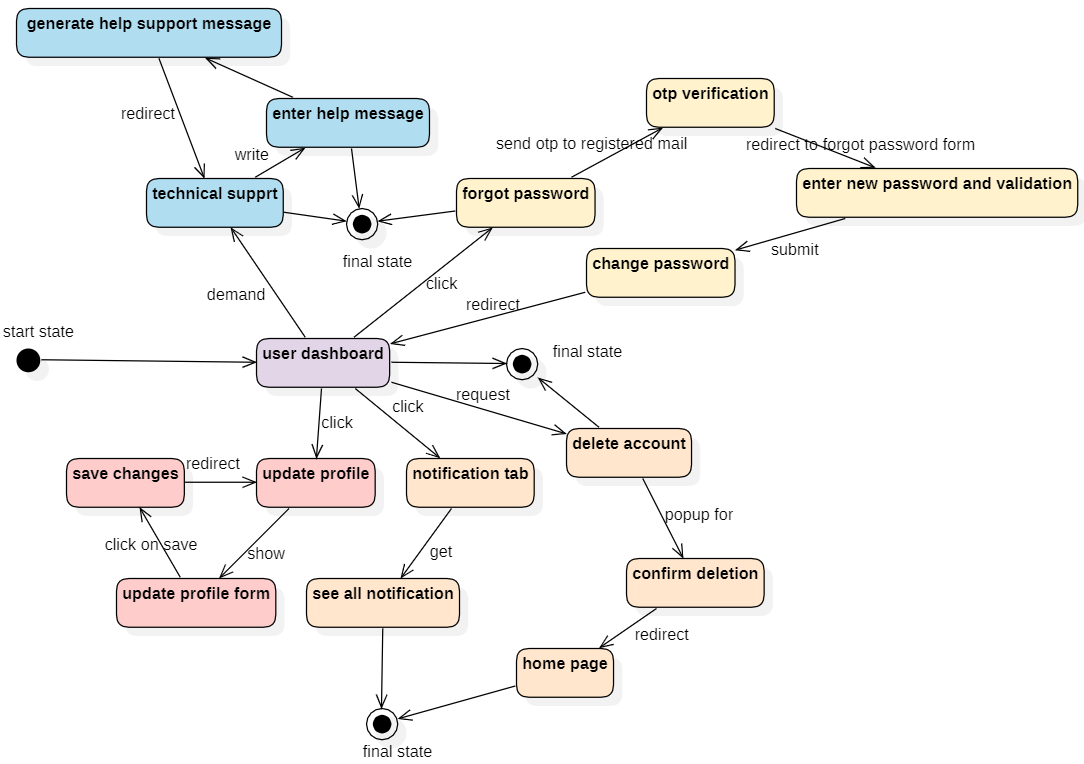 generate help support message
otp verification
redirect
enter help message
send otp to registered mail
redirect to forgot password form
write
technical supprt
forgot password
enter new password and validation
final state
submit
change password
click
demand
redirect
start state
user dashboard
final state
request
click
click
delete account
redirect
save changes
update profile
notification tab
popup for
click on save
show
get
confirm deletion
update profile form
see all notification
redirect
home page
final state